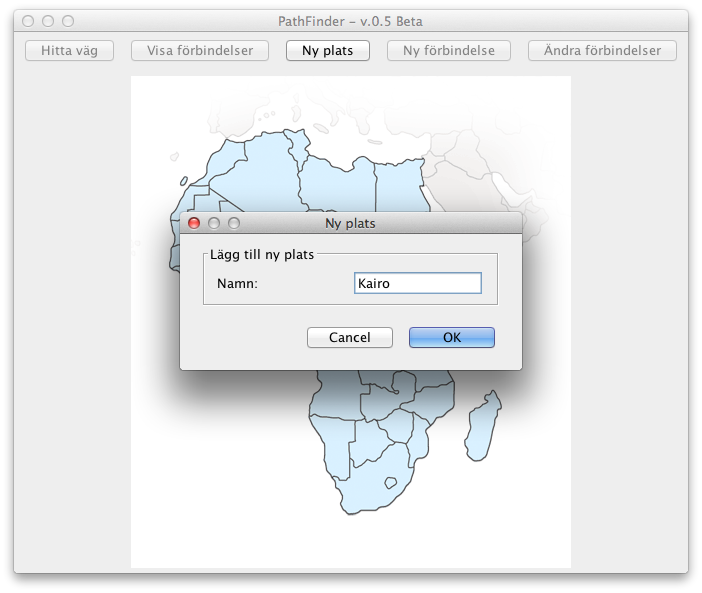 PathFinder – v.0.5 Beta
Hitta väg Visa förbindelser Ny plats Ny förbindelse Ändra förbindelser
Ny plats
Lägg till ny plats
Namn: Kairo
Cancel OK